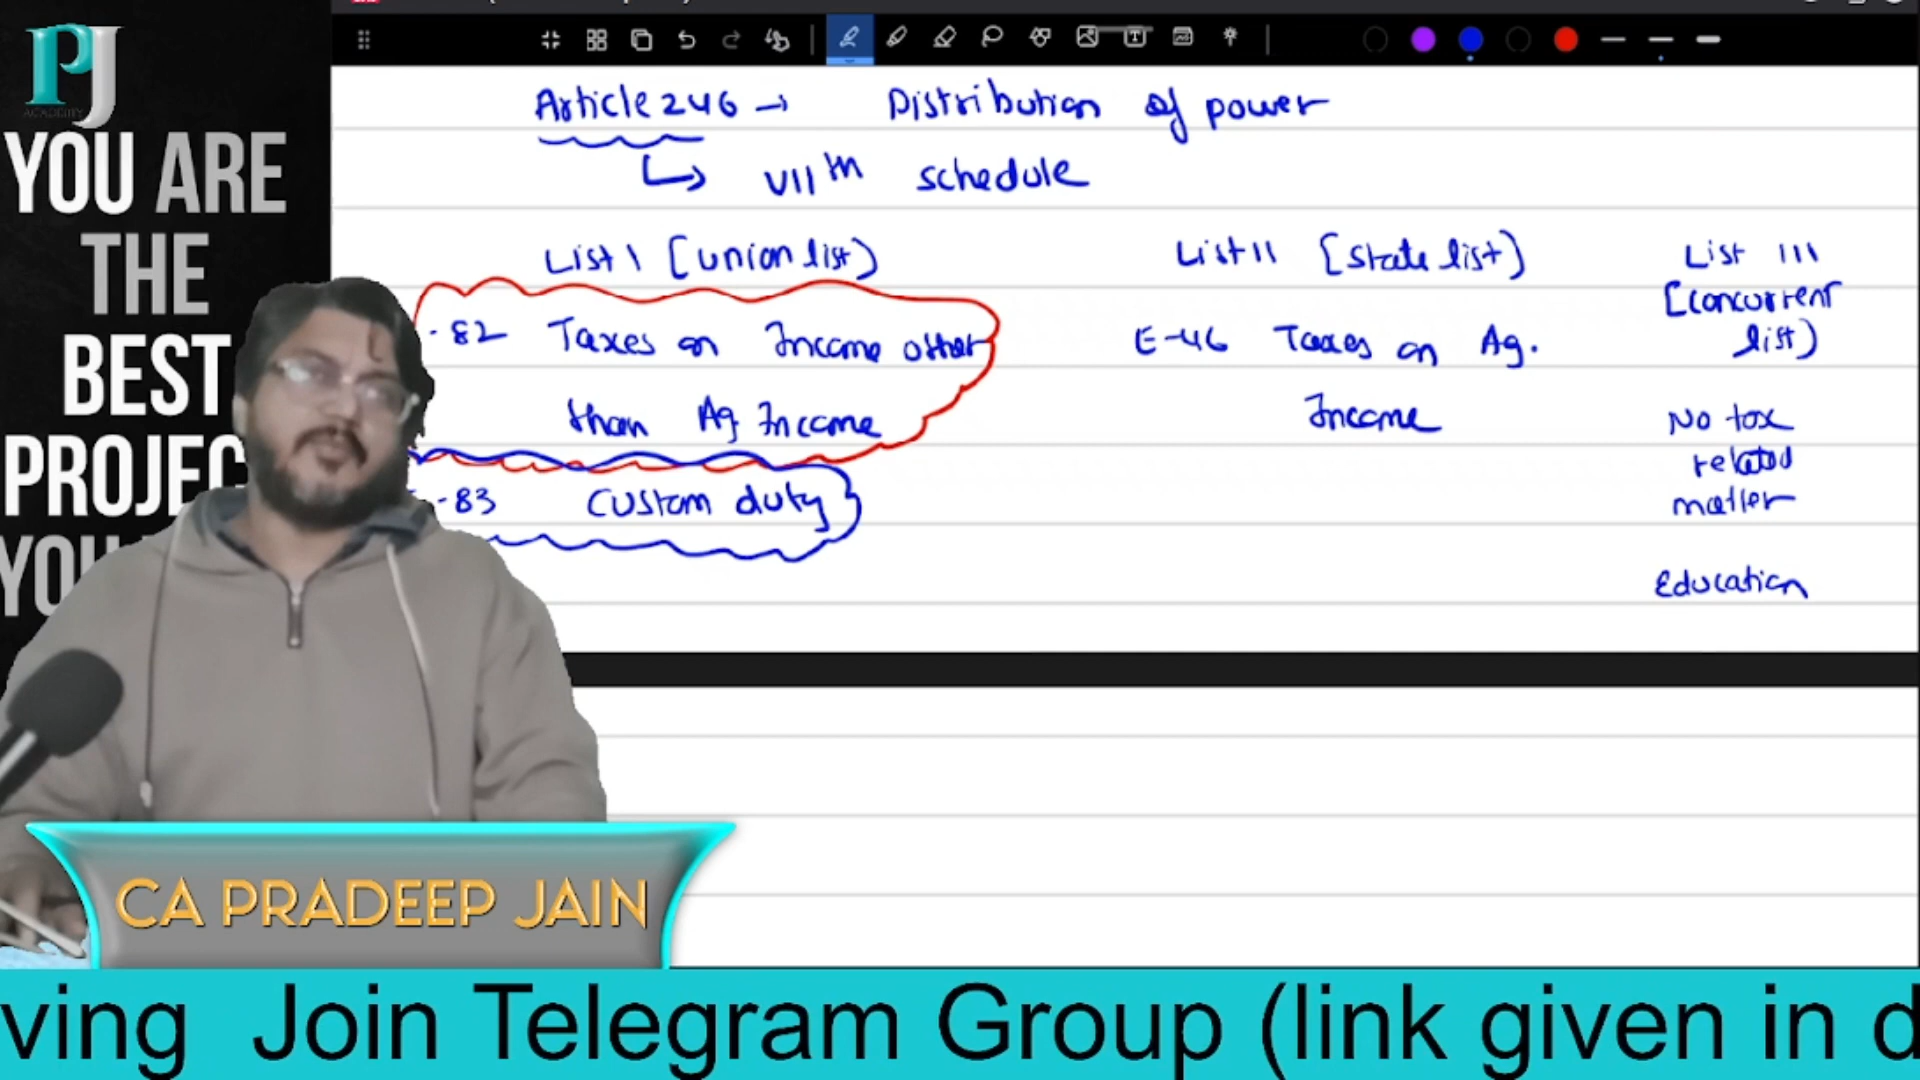 PJ
ACADEMY
YOU ARE
THE
BEST
PROJEC
YOU
Article 246 → Distribution of power
↳ VIIth schedule
List I [Union list) List II [State list) List III
[Concurrent
list)
-82 Taxes on Income other E-46 Taxes on Ag.
than Ag Income Income No tax
related
-83 Custom duty matter
Education
CA PRADEEP JAIN
ving Join Telegram Group (link given in d